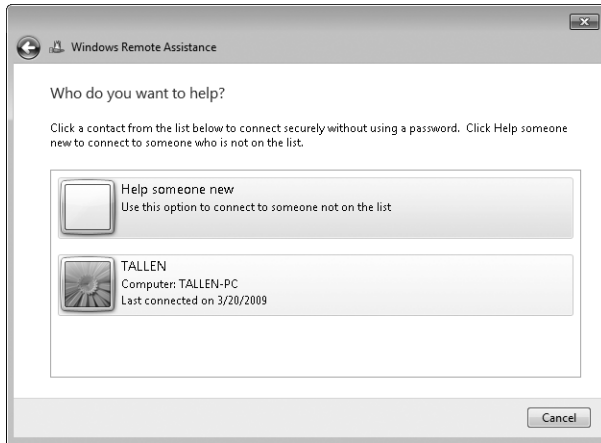 Windows Remote Assistance
Who do you want to help?
Click a contact from the list below to connect securely without using a password. Click Help someone
new to connect to someone who is not on the list.
Help someone new
Use this option to connect to someone not on the list
TALLEN
Computer: TALLEN-PC
Last connected on 3/20/2009
Cancel